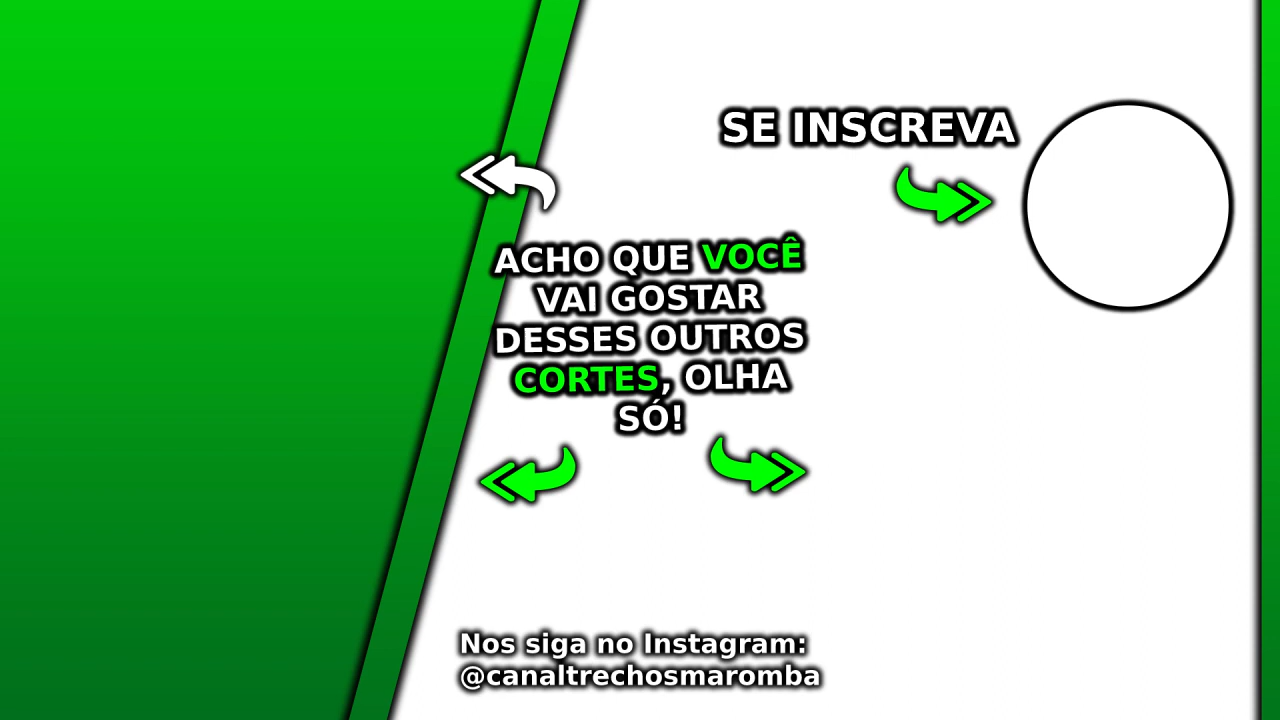 SE INSCREVA
ACHO QUE VOCÊ
VAI GOSTAR
DESSES OUTROS
CORTES, OLHA
SÓ!
Nos siga no Instagram:
@canaltrechosmaromba